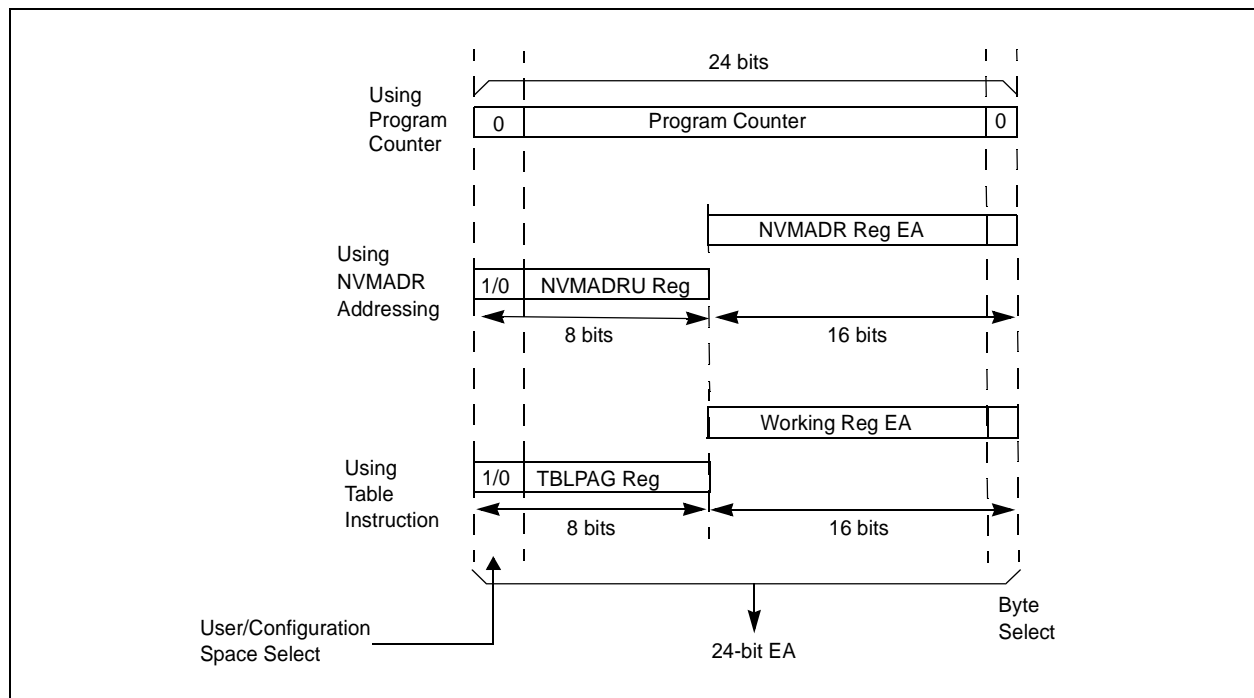 24 bits
Using
Program
Counter
0
Program Counter
0
NVMADR Reg EA
Using
NVMADR
Addressing
1/0
NVMADRU Reg
8 bits
16 bits
Working Reg EA
Using
Table
Instruction
1/0
TBLPAG Reg
8 bits
16 bits
User/Configuration
Space Select
24-bit EA
Byte
Select